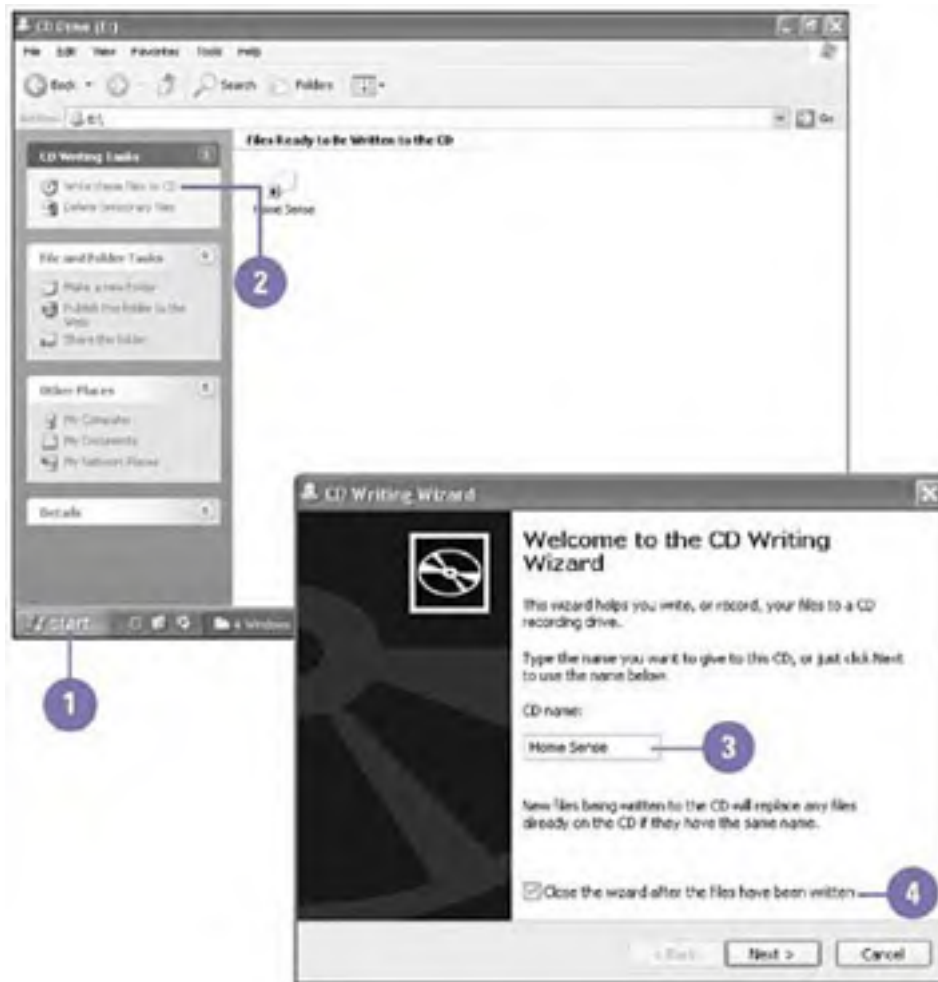 CD Drive (E:)
File Edit View Favorites Tools Help
Back Search Folders
E:\ Go
Files Ready to Be Written to the CD
CD Writing Tasks
Write these files to CD
Delete temporary files
Home Sense
2
File and Folder Tasks
Make a new folder
Publish this folder to the
Web
Share this folder
Other Places
My Computer
My Documents
My Network Places
Details
start 4 Windows
1
CD Writing Wizard
Welcome to the CD Writing
Wizard
This wizard helps you write, or record, your files to a CD
recording drive.
Type the name you want to give to this CD, or just click Next
to use the name below.
CD name:
Home Sense
3
New files being written to the CD will replace any files
already on the CD if they have the same name.
Close the wizard after the files have been written
4
< Back Next > Cancel